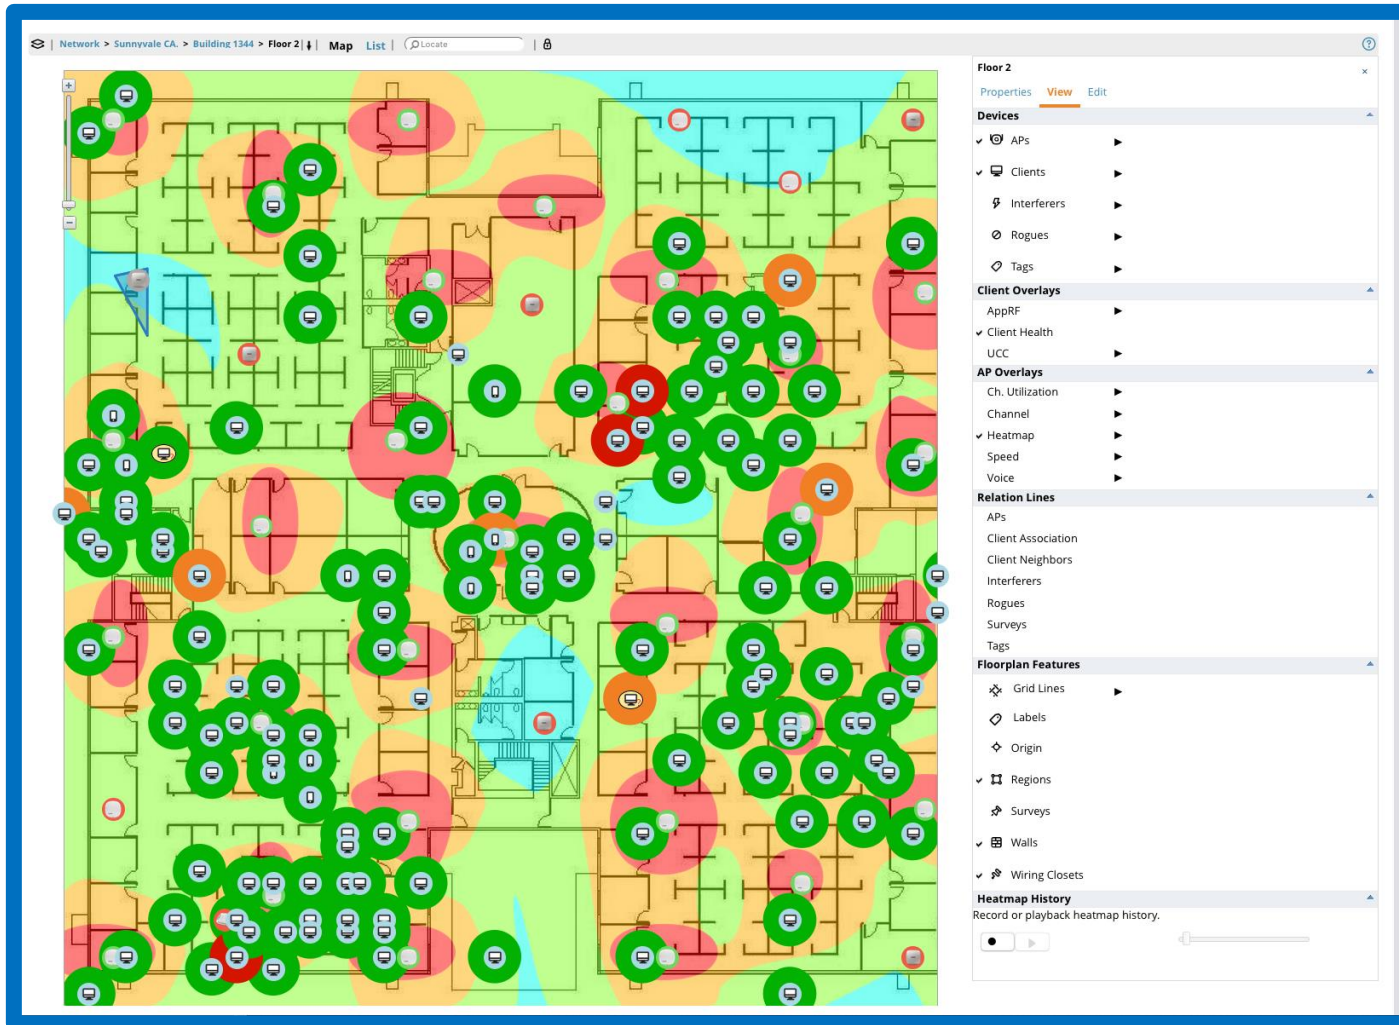 Network > Sunnyvale CA. > Building 1344 > Floor 2 | Map List | Locate |
Floor 2
Properties View Edit
Devices
APs
Clients
Interferers
Rogues
Tags
Client Overlays
AppRF
Client Health
UCC
AP Overlays
Ch. Utilization
Channel
Heatmap
Speed
Voice
Relation Lines
APs
Client Association
Client Neighbors
Interferers
Rogues
Surveys
Tags
Floorplan Features
Grid Lines
Labels
Origin
Regions
Surveys
Walls
Wiring Closets
Heatmap History
Record or playback heatmap history.